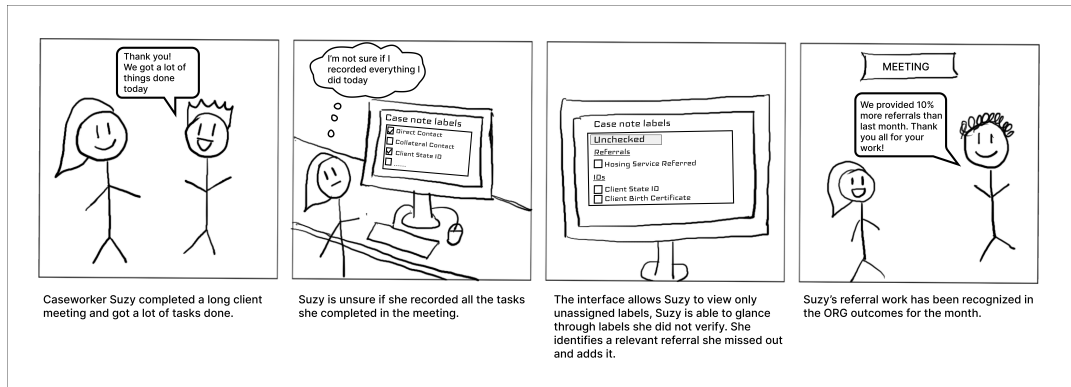 Thank you!
We got a lot of
things done
today
Caseworker Suzy completed a long client
meeting and got a lot of tasks done.
I'm not sure if I
recorded everything I
did today
Case note labels
Direct Contact
Collateral Contact
Client State ID
.......
Suzy is unsure if she recorded all the tasks
she completed in the meeting.
Case note labels
Unchecked
Referrals
Hosing Service Referred
IDs
Client State ID
Client Birth Certificate
The interface allows Suzy to view only
unassigned labels, Suzy is able to glance
through labels she did not verify. She
identifies a relevant referral she missed out
and adds it.
MEETING
We provided 10%
more referrals than
last month. Thank
you all for your
work!
Suzy's referral work has been recognized in
the ORG outcomes for the month.